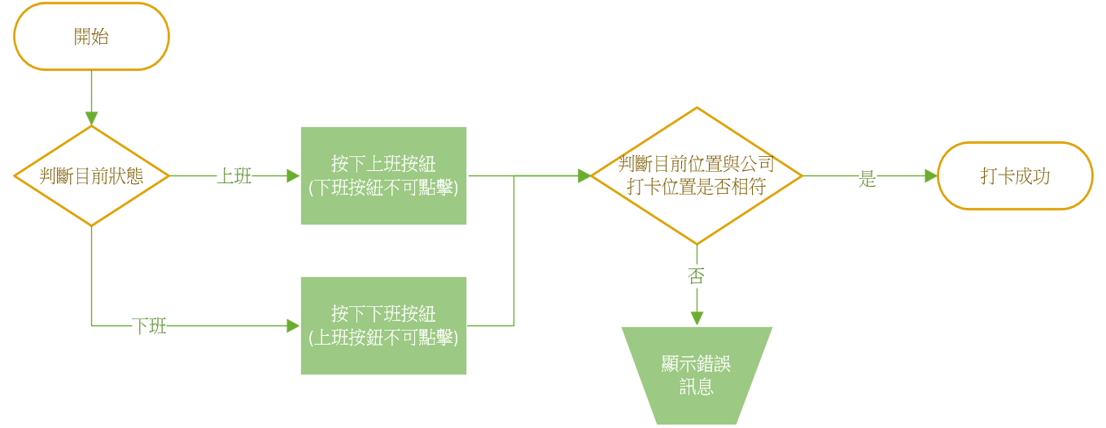 開始
判斷目前狀態
上班
按下上班按紐
(下班按紐不可點擊)
判斷目前位置與公司
打卡位置是否相符
是
打卡成功
下班
按下下班按紐
(上班按鈕不可點擊)
否
顯示錯誤
訊息